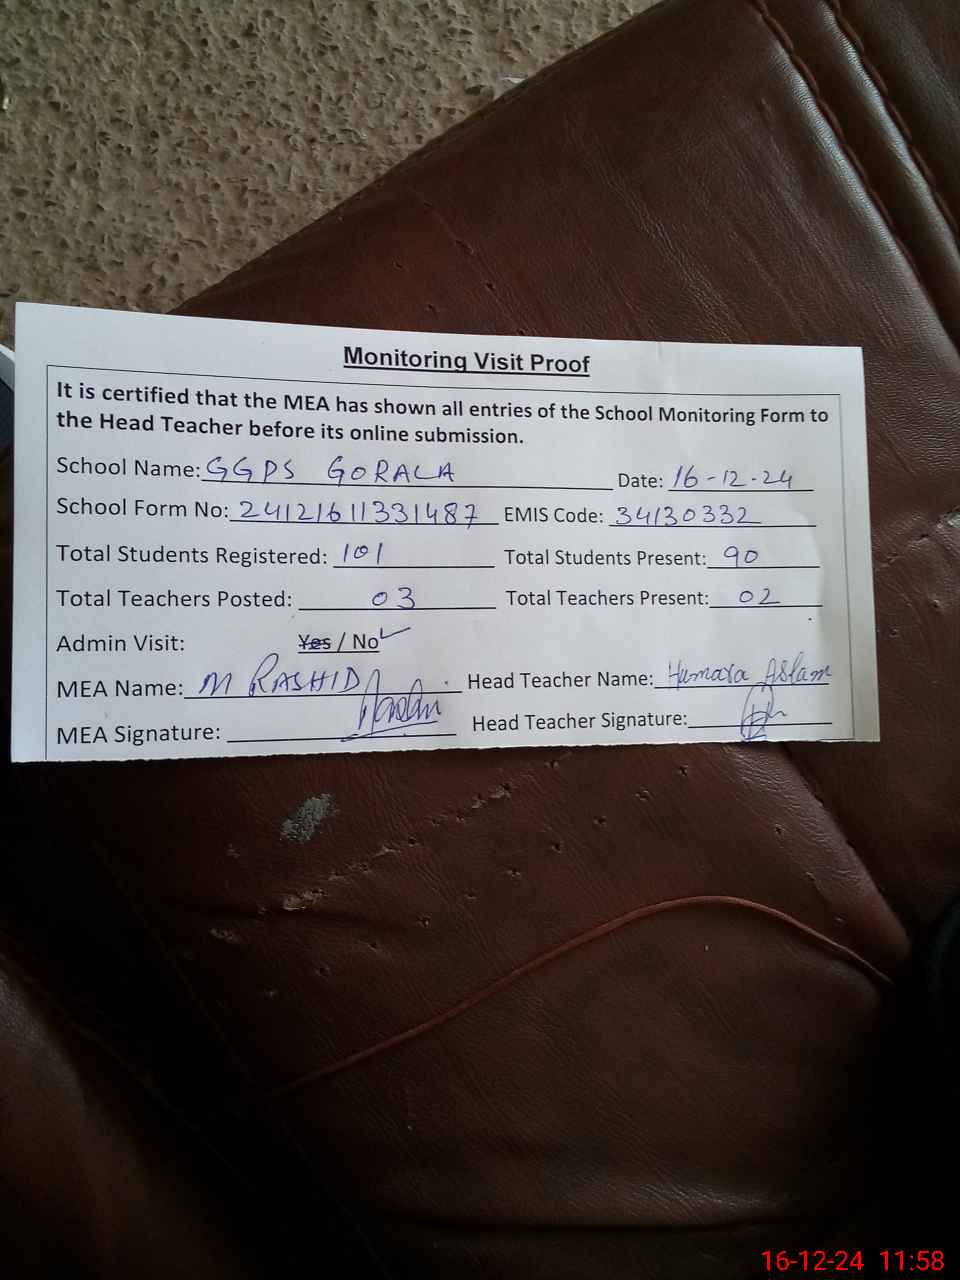 Monitoring Visit Proof
It is certified that the MEA has shown all entries of the School Monitoring Form to
the Head Teacher before its online submission.
School Name: GGPS GORALA Date: 16-12-24
School Form No: 24121611331487 EMIS Code: 34130332
Total Students Registered: 101 Total Students Present: 90
Total Teachers Posted: 03 Total Teachers Present: 02
Admin Visit: Yes / No
MEA Name: M RASHID Head Teacher Name: Humara Aslam
MEA Signature: Head Teacher Signature:
16-12-24 11:58